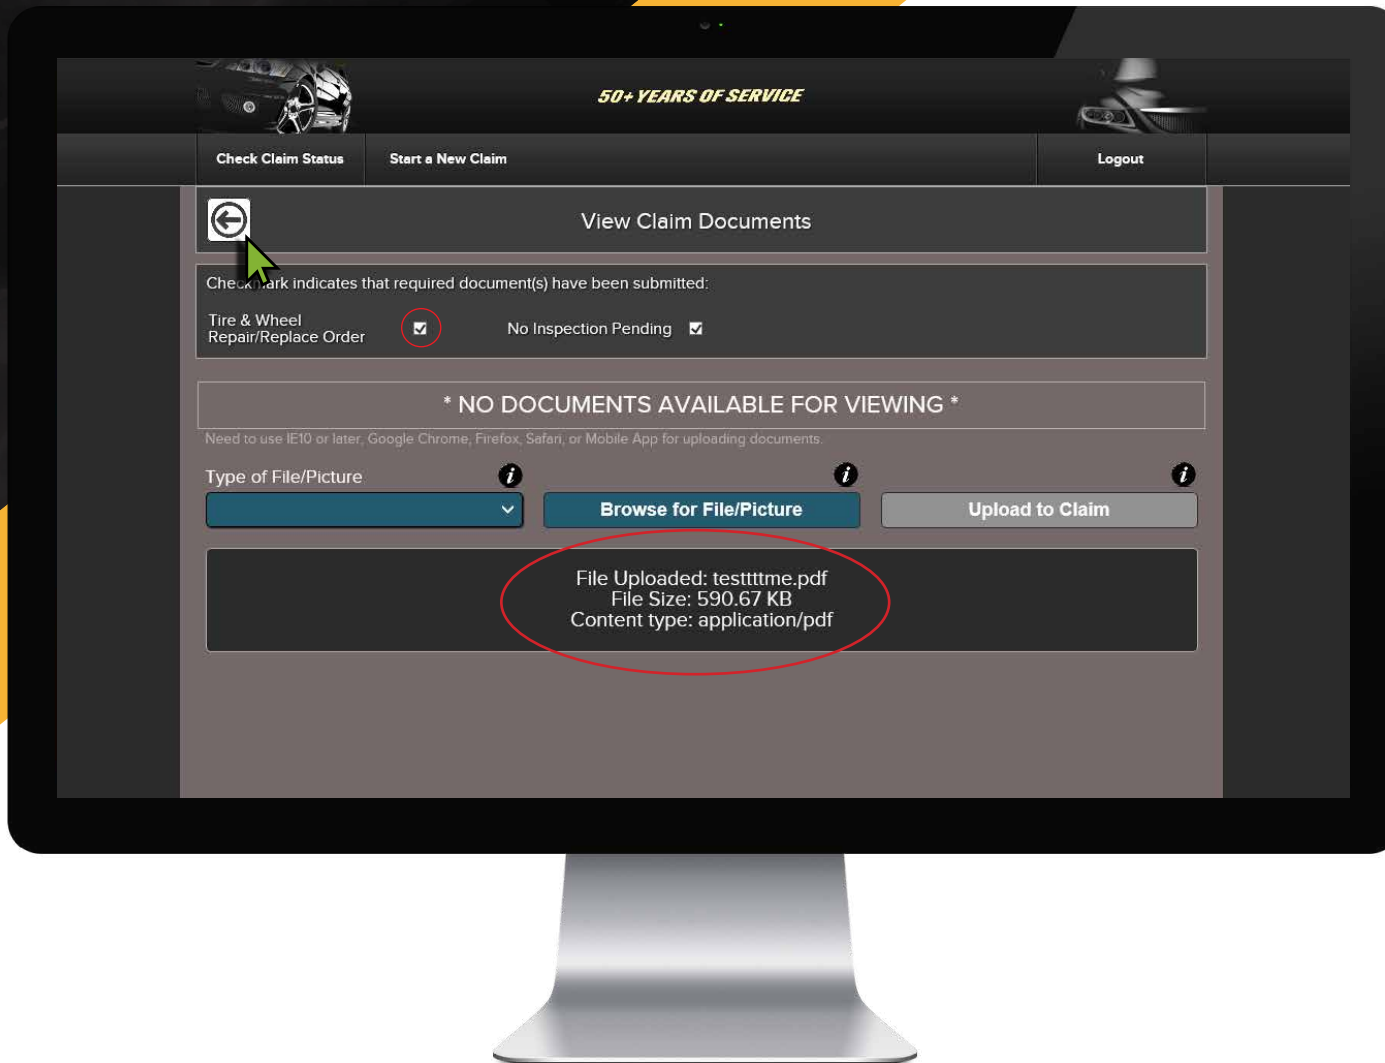 50+ YEARS OF SERVICE
Check Claim Status
Start a New Claim
Logout
View Claim Documents
Checkmark indicates that required document(s) have been submitted:
Tire & Wheel
Repair/Replace Order
No Inspection Pending
* NO DOCUMENTS AVAILABLE FOR VIEWING *
Need to use IE10 or later, Google Chrome, Firefox, Safari, or Mobile App for uploading documents.
Type of File/Picture
Browse for File/Picture
Upload to Claim
File Uploaded: testtttme.pdf
File Size: 590.67 KB
Content type: application/pdf